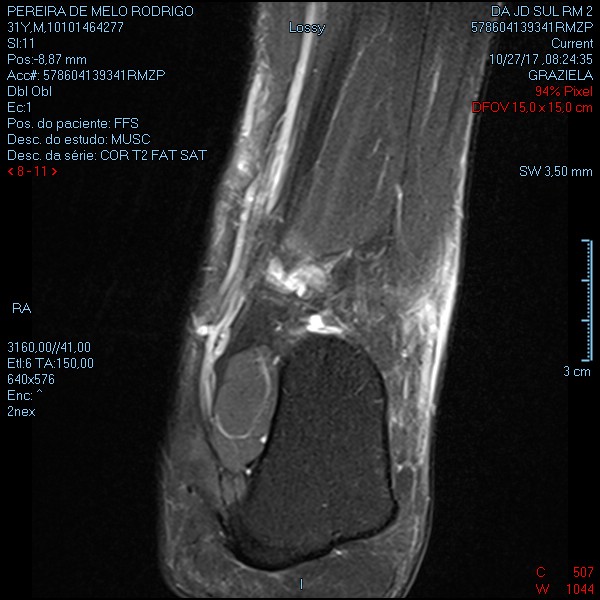 PEREIRA DE MELO RODRIGO
31Y,M,10101464277
Sl:11
Pos:-8,87 mm
Acc#: 578604139341RMZP
Dbl Obl
Ec:1
Pos. do paciente: FFS
Desc. do estudo: MUSC
Desc. da série: COR T2 FAT SAT
< 8 - 11 >
Lossy
DA JD SUL RM 2
578604139341RMZP
Current
10/27/17 ,08:24:35
GRAZIELA
94% Pixel
DFOV 15,0 x 15,0 cm
SW 3,50 mm
RA
3160,00//41,00
Etl:6 TA:150,00
640x576
Enc: ^
2nex
3 cm
I
C 507
W 1044